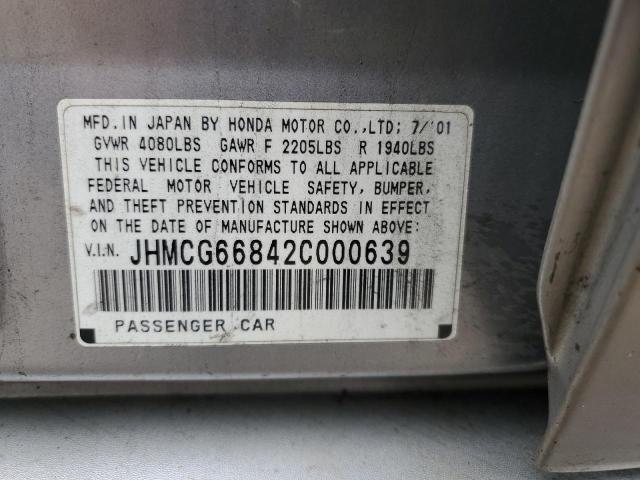 MFD. IN JAPAN BY HONDA MOTOR CO., LTD; 7/'01
GVWR 4080LBS GAWR F 2205LBS R 1940LBS
THIS VEHICLE CONFORMS TO ALL APPLICABLE
FEDERAL MOTOR VEHICLE SAFETY, BUMPER,
AND THEFT PREVENTION STANDARDS IN EFFECT
ON THE DATE OF MANUFACTURE SHOWN ABOVE:
V.I.N. JHMCG66842C000639
PASSENGER CAR